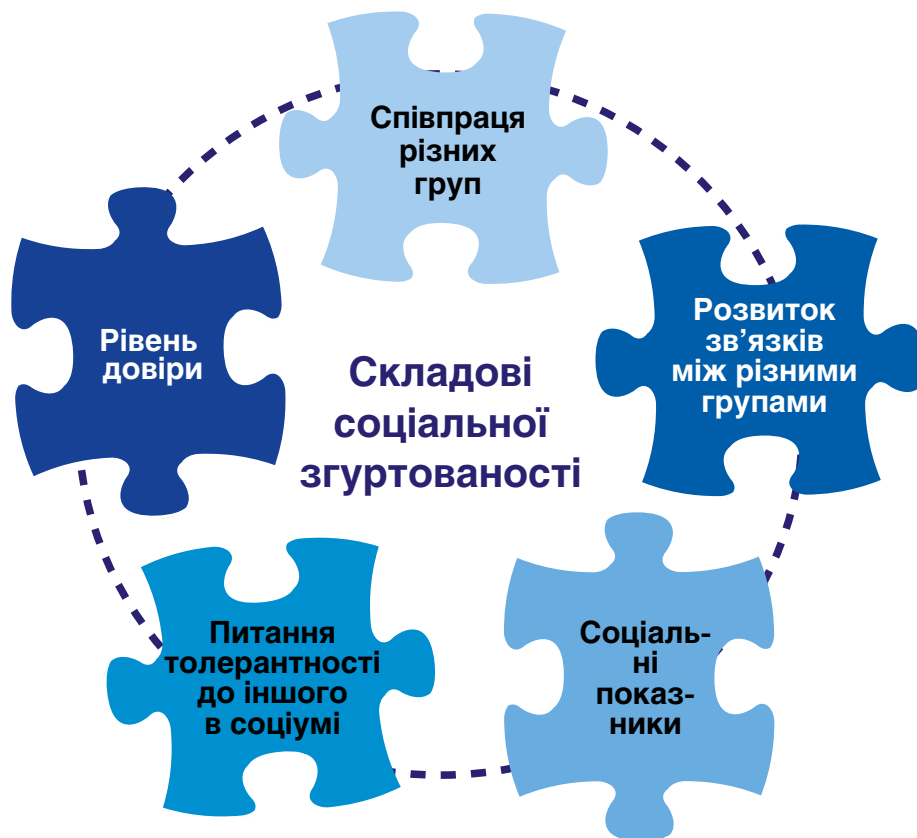 Співпраця
різних
груп
Рівень
довіри
Розвиток
зв’язків
між різними
групами
Складові
соціальної
згуртованості
Питання
толерантності
до іншого
в соціумі
Соціаль-
ні
показ-
ники